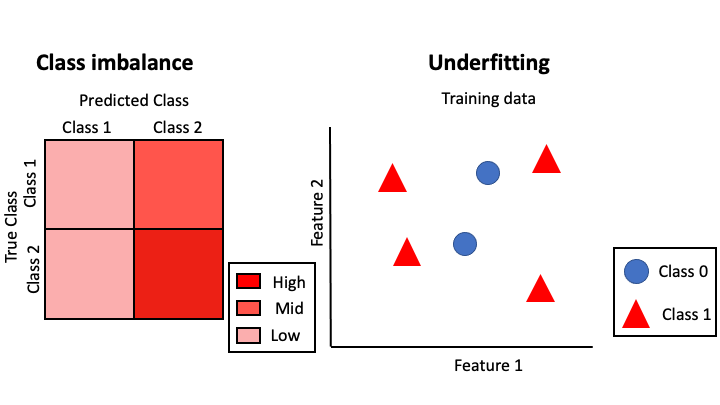 Class imbalance
Predicted Class
Class 1 Class 2
True Class
Class 1
Class 2
High
Mid
Low
Underfitting
Training data
Feature 2
Feature 1
Class 0
Class 1